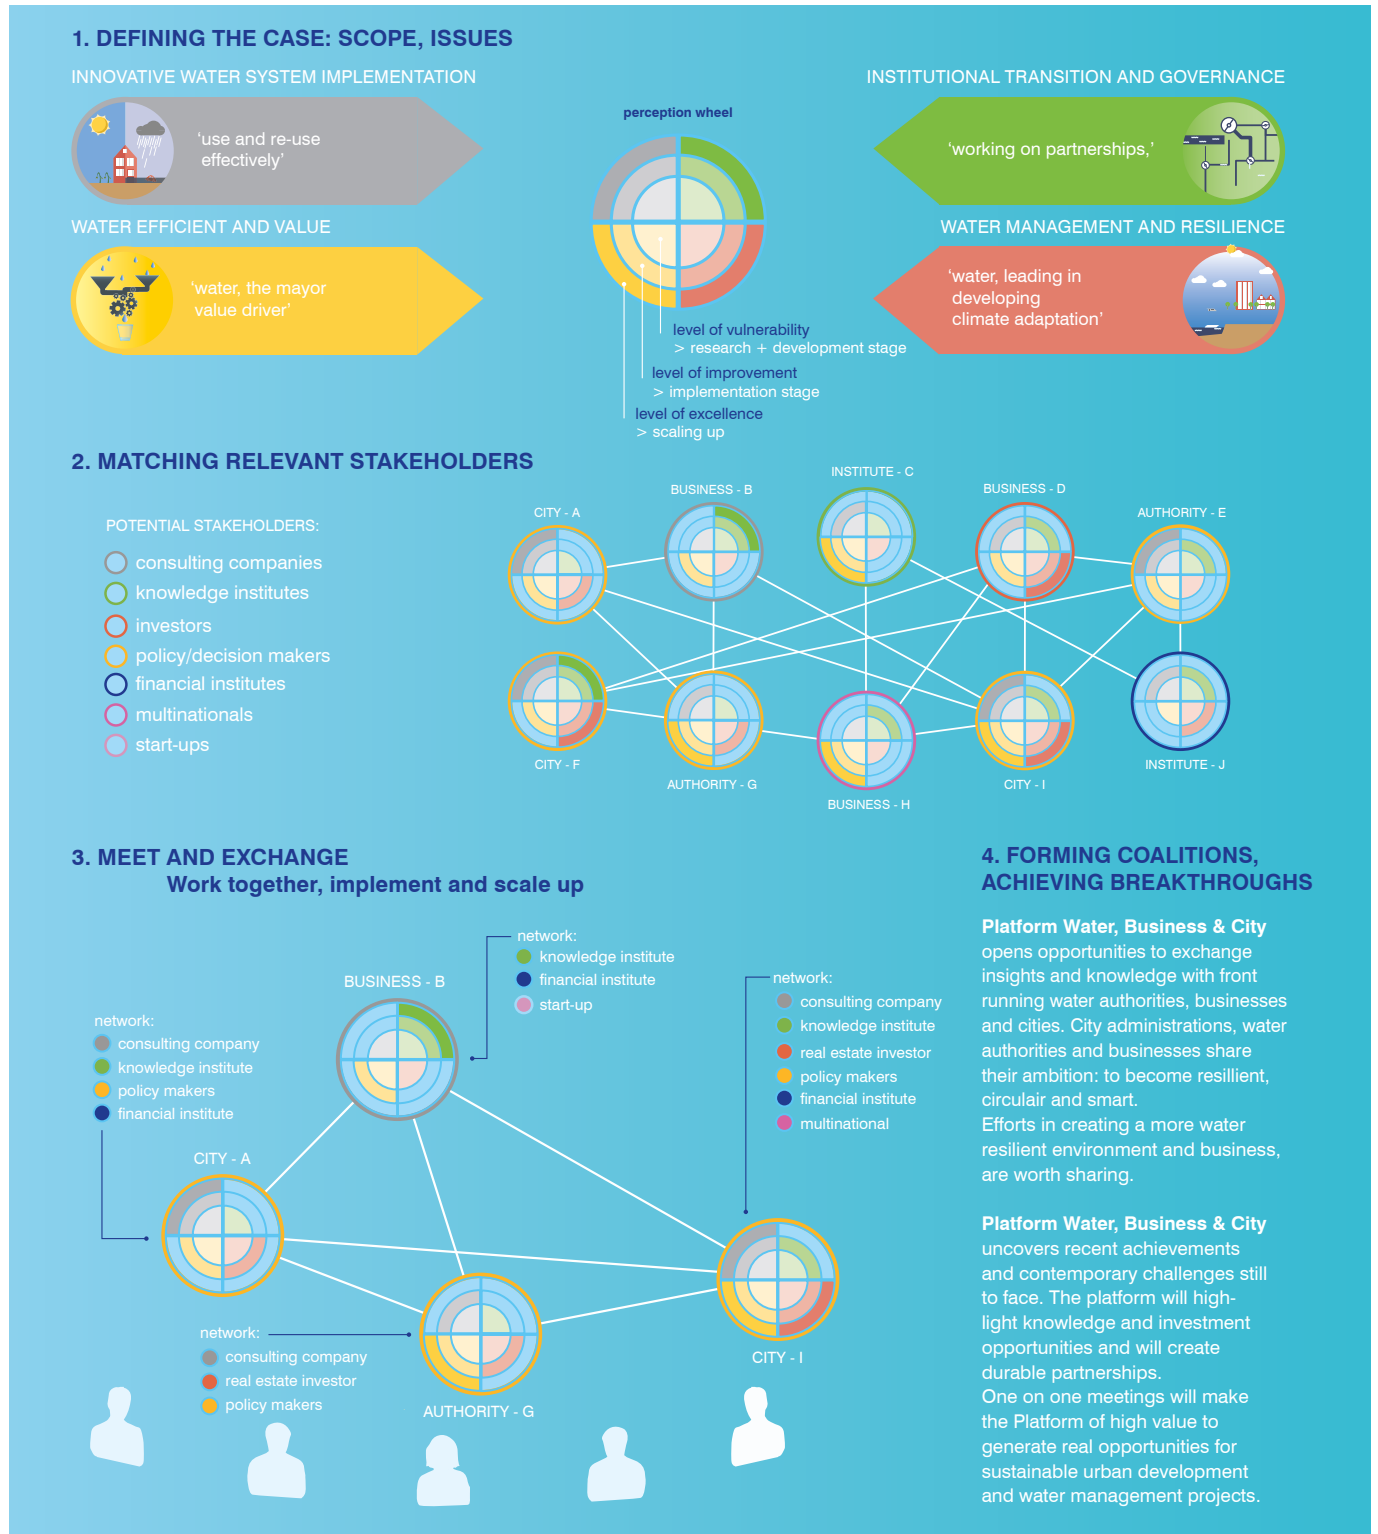 1. DEFINING THE CASE: SCOPE, ISSUES
INNOVATIVE WATER SYSTEM IMPLEMENTATION
'use and re-use
effectively'
WATER EFFICIENT AND VALUE
'water, the mayor
value driver'
perception wheel
level of vulnerability
> research + development stage
level of improvement
> implementation stage
level of excellence
> scaling up
INSTITUTIONAL TRANSITION AND GOVERNANCE
'working on partnerships,'
WATER MANAGEMENT AND RESILIENCE
'water, leading in
developing
climate adaptation'
2. MATCHING RELEVANT STAKEHOLDERS
POTENTIAL STAKEHOLDERS:
consulting companies
knowledge institutes
investors
policy/decision makers
financial institutes
multinationals
start-ups
CITY - A
BUSINESS - B
INSTITUTE - C
BUSINESS - D
AUTHORITY - E
CITY - F
AUTHORITY - G
BUSINESS - H
CITY - I
INSTITUTE - J
3. MEET AND EXCHANGE
Work together, implement and scale up
network:
knowledge institute
financial institute
start-up
BUSINESS - B
network:
consulting company
knowledge institute
policy makers
financial institute
CITY - A
network:
consulting company
knowledge institute
real estate investor
policy makers
financial institute
multinational
CITY - I
network:
consulting company
real estate investor
policy makers
AUTHORITY - G
4. FORMING COALITIONS,
ACHIEVING BREAKTHROUGHS
Platform Water, Business & City
opens opportunities to exchange
insights and knowledge with front
running water authorities, businesses
and cities. City administrations, water
authorities and businesses share
their ambition: to become resillient,
circulair and smart.
Efforts in creating a more water
resilient environment and business,
are worth sharing.
Platform Water, Business & City
uncovers recent achievements
and contemporary challenges still
to face. The platform will high-
light knowledge and investment
opportunities and will create
durable partnerships.
One on one meetings will make
the Platform of high value to
generate real opportunities for
sustainable urban development
and water management projects.